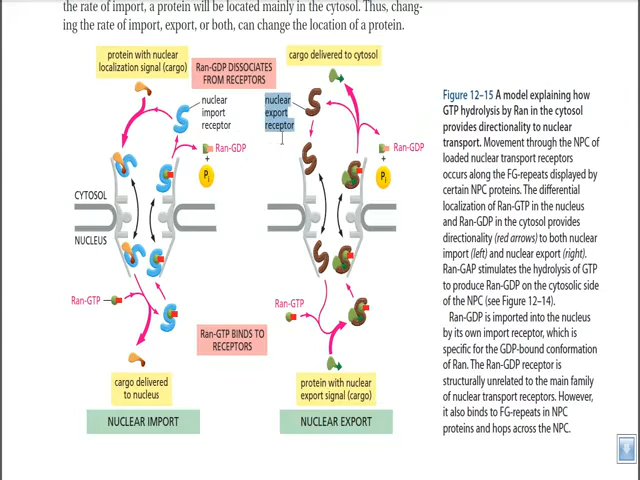 the rate of import, a protein will be located mainly in the cytosol. Thus, chang-
ing the rate of import, export, or both, can change the location of a protein.
protein with nuclear
localization signal (cargo)
Ran-GDP DISSOCIATES
FROM RECEPTORS
cargo delivered to cytosol
nuclear
import
receptor
nuclear
export
receptor
Ran-GDP
+
Pi
Ran-GDP
+
Pi
CYTOSOL
NUCLEUS
Ran-GTP
Ran-GTP
Ran-GTP BINDS TO
RECEPTORS
cargo delivered
to nucleus
protein with nuclear
export signal (cargo)
NUCLEAR IMPORT
NUCLEAR EXPORT
Figure 12–15 A model explaining how
GTP hydrolysis by Ran in the cytosol
provides directionality to nuclear
transport. Movement through the NPC of
loaded nuclear transport receptors
occurs along the FG-repeats displayed by
certain NPC proteins. The differential
localization of Ran-GTP in the nucleus
and Ran-GDP in the cytosol provides
directionality (red arrows) to both nuclear
import (left) and nuclear export (right).
Ran-GAP stimulates the hydrolysis of GTP
to produce Ran-GDP on the cytosolic side
of the NPC (see Figure 12–14).
Ran-GDP is imported into the nucleus
by its own import receptor, which is
specific for the GDP-bound conformation
of Ran. The Ran-GDP receptor is
structurally unrelated to the main family
of nuclear transport receptors. However,
it also binds to FG-repeats in NPC
proteins and hops across the NPC.